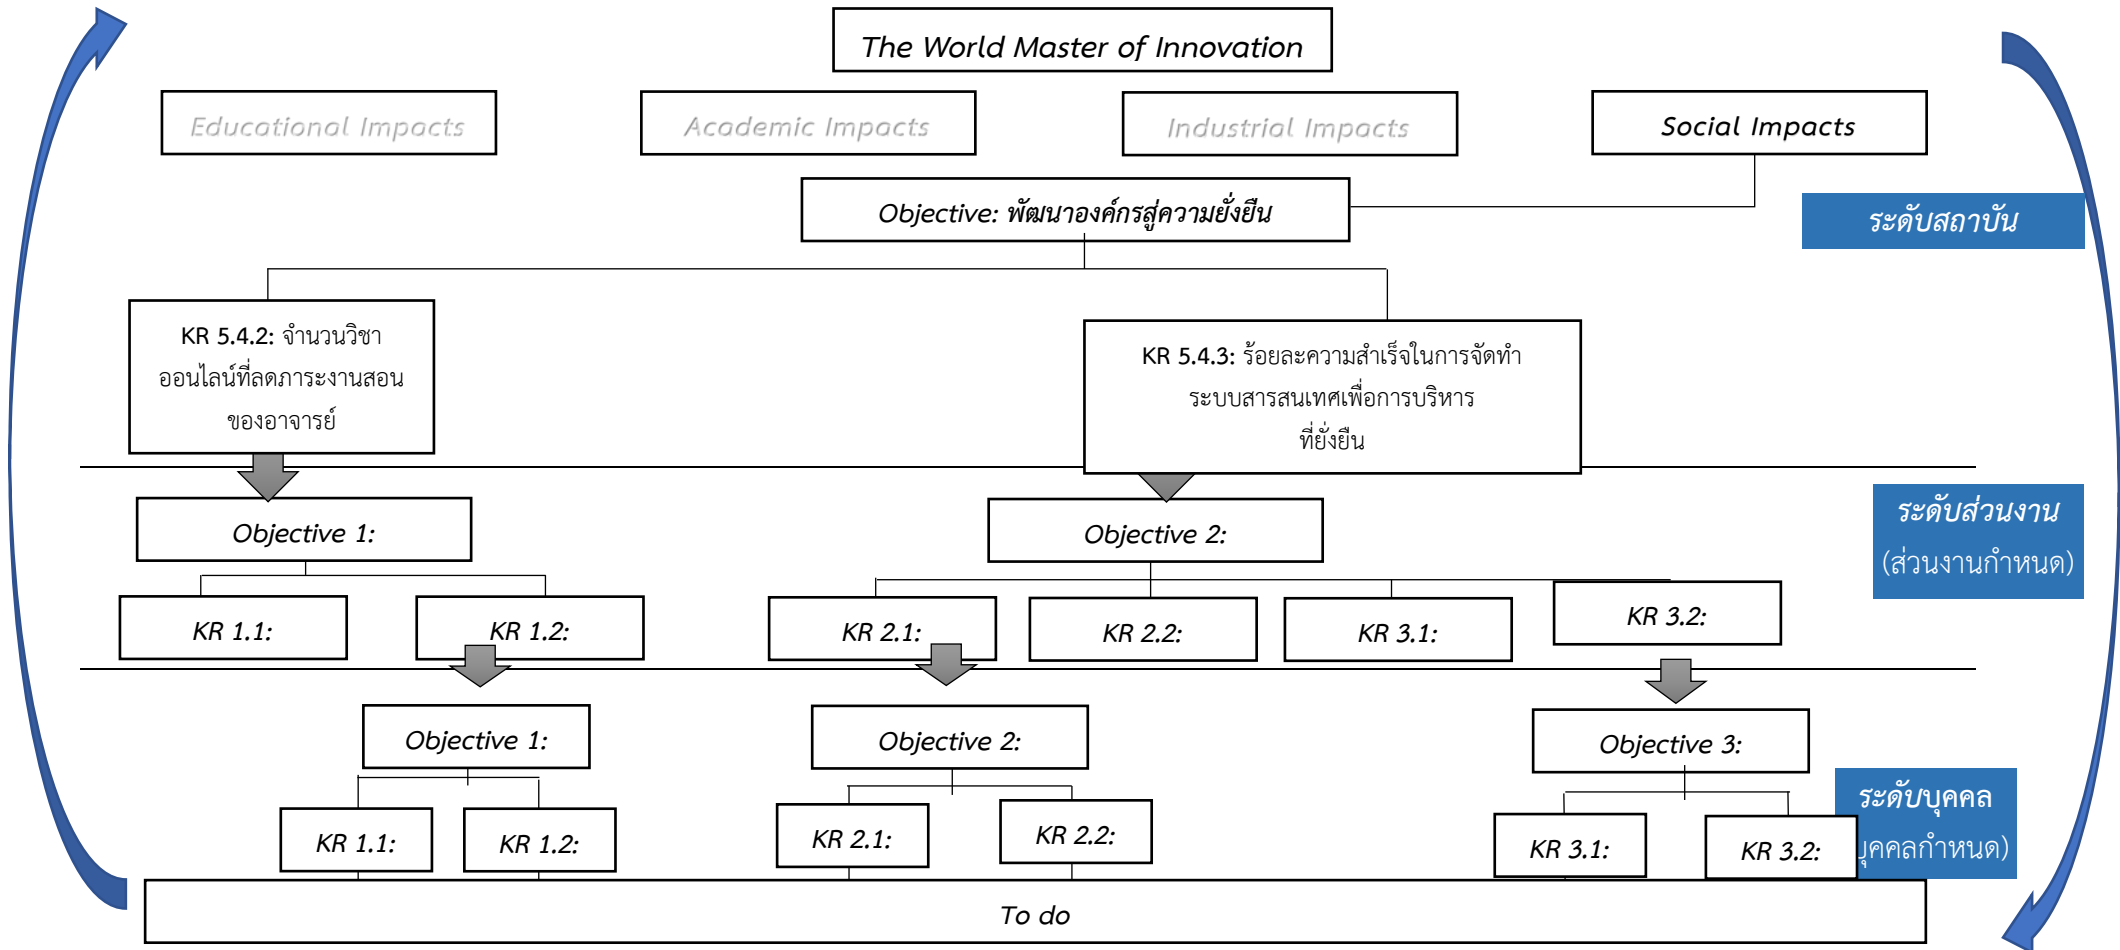 The World Master of Innovation
Educational Impacts
Academic Impacts
Industrial Impacts
Social Impacts
Objective: พัฒนาองค์กรสู่ความยั่งยืน
ระดับสถาบัน
KR 5.4.2: จำนวนวิชา
ออนไลน์ที่ลดภาระงานสอน
ของอาจารย์
KR 5.4.3: ร้อยละความสำเร็จในการจัดทำ
ระบบสารสนเทศเพื่อการบริหาร
ที่ยั่งยืน
Objective 1:
Objective 2:
ระดับส่วนงาน
(ส่วนงานกำหนด)
KR 1.1:
KR 1.2:
KR 2.1:
KR 2.2:
KR 3.1:
KR 3.2:
Objective 1:
Objective 2:
Objective 3:
ระดับบุคคล
KR 1.1:
KR 1.2:
KR 2.1:
KR 2.2:
KR 3.1:
KR 3.2:
ุคคลกำหนด)
To do